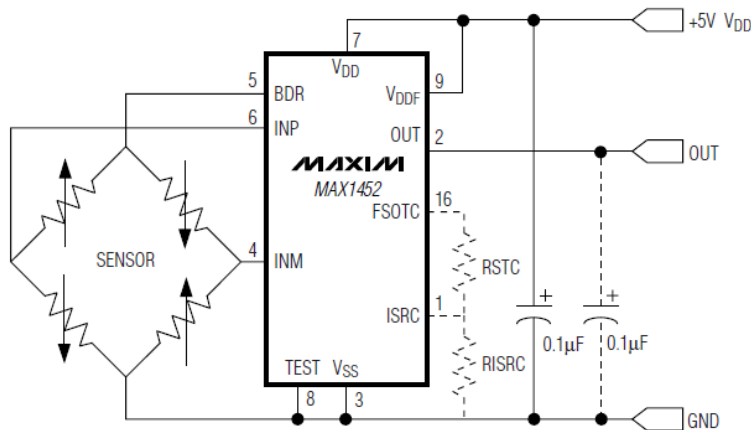 +5V VDD
7
VDD
5
BDR
9
VDDF
6
INP
OUT
2
OUT
MAXIM
MAX1452
FSOTC
16
4
INM
SENSOR
RSTC
ISRC
1
+
0.1µF
+
0.1µF
RISRC
TEST
VSS
8
3
GND